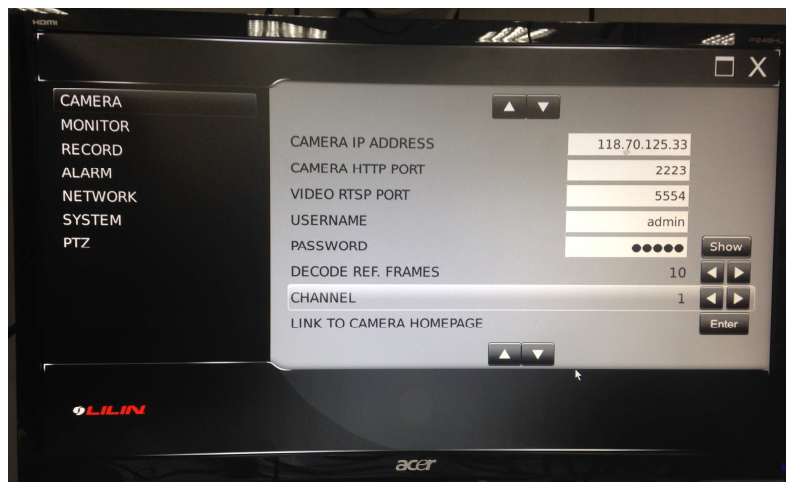 HDMI
P246HL
X
CAMERA
MONITOR
RECORD
ALARM
NETWORK
SYSTEM
PTZ
CAMERA IP ADDRESS 118.70.125.33
CAMERA HTTP PORT 2223
VIDEO RTSP PORT 5554
USERNAME admin
PASSWORD ●●●●● Show
DECODE REF. FRAMES 10
CHANNEL 1
LINK TO CAMERA HOMEPAGE Enter
LILIN
acer